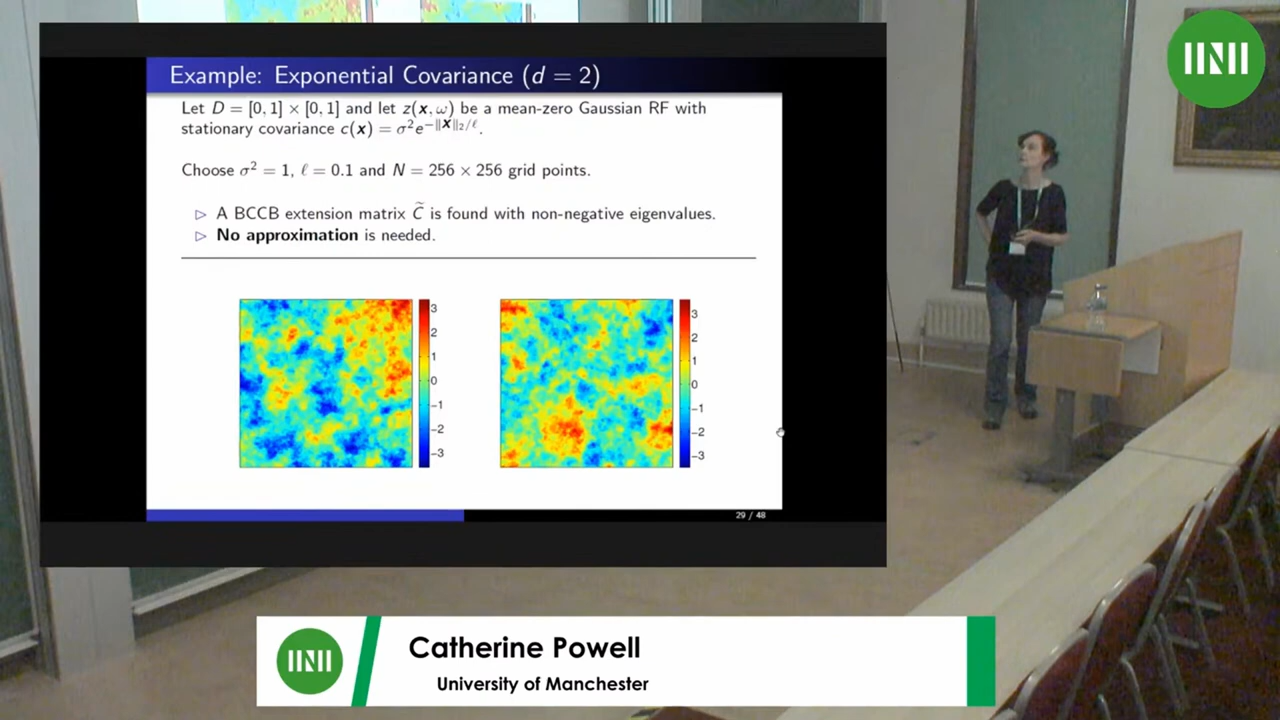 Example: Exponential Covariance (d = 2)
Let D = [0, 1] × [0, 1] and let z(x, ω) be a mean-zero Gaussian RF with
stationary covariance c(x) = σ²e^{−‖x‖₂/ℓ}.
Choose σ² = 1, ℓ = 0.1 and N = 256 × 256 grid points.
▷ A BCCB extension matrix C̃ is found with non-negative eigenvalues.
▷ No approximation is needed.
3
2
1
0
−1
−2
−3
3
2
1
0
−1
−2
−3
29 / 48
Catherine Powell
University of Manchester